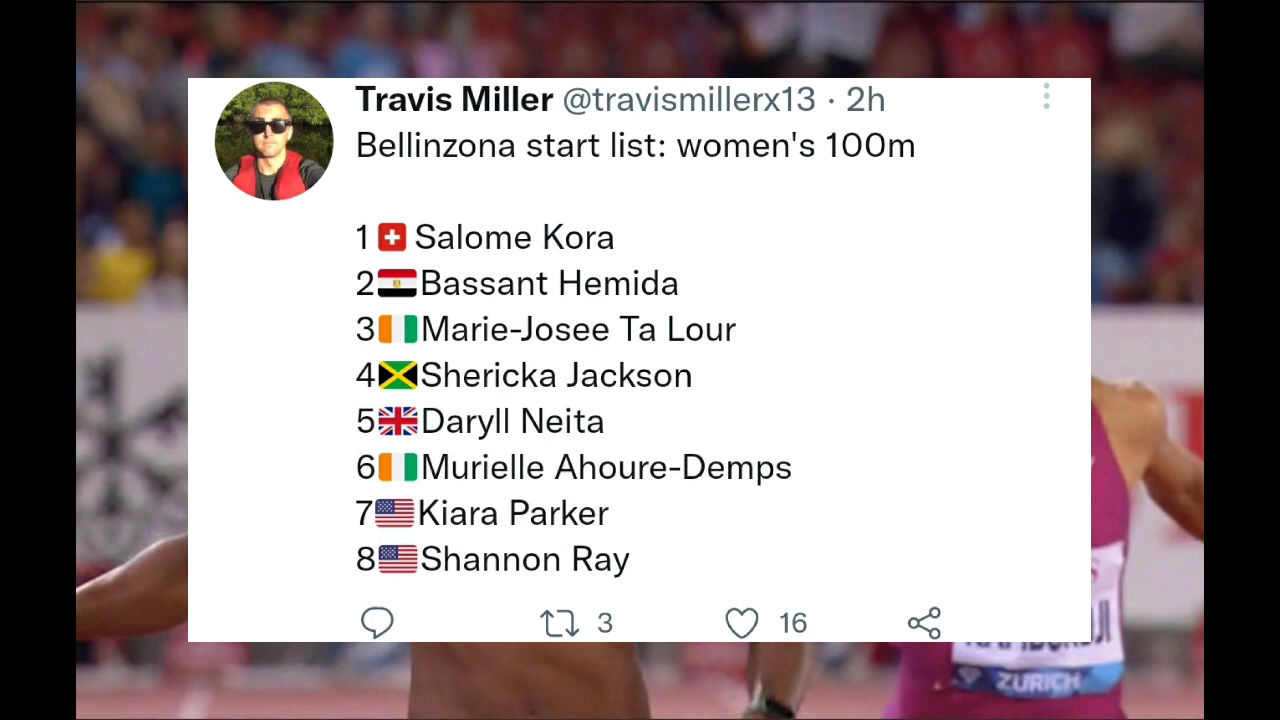 Travis Miller @travismillerx13 · 2h
Bellinzona start list: women's 100m
1 🇨🇭 Salome Kora
2🇪🇬Bassant Hemida
3🇨🇮Marie-Josee Ta Lour
4🇯🇲Shericka Jackson
5🇬🇧Daryll Neita
6🇨🇮Murielle Ahoure-Demps
7🇺🇸Kiara Parker
8🇺🇸Shannon Ray
3 16
ZURICH